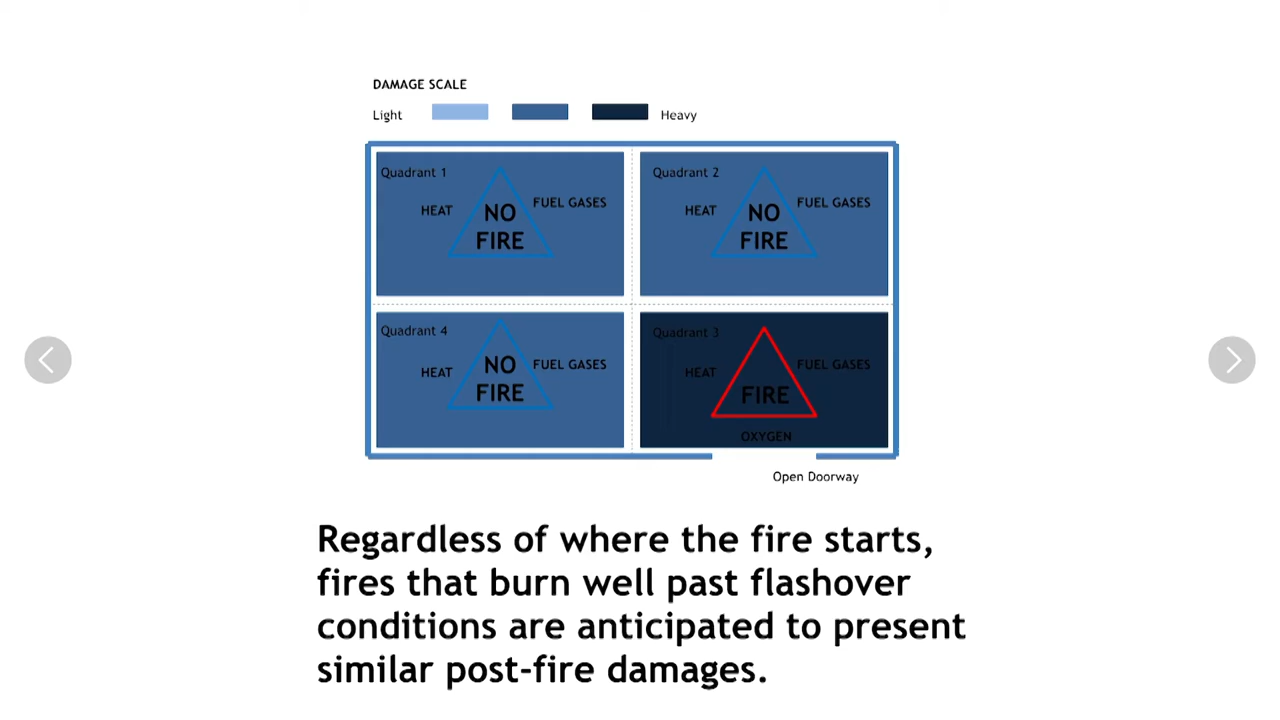 DAMAGE SCALE
Light Heavy
Quadrant 1
HEAT
NO
FIRE
FUEL GASES
Quadrant 2
HEAT
NO
FIRE
FUEL GASES
Quadrant 4
HEAT
NO
FIRE
FUEL GASES
Quadrant 3
HEAT
FIRE
FUEL GASES
OXYGEN
Open Doorway
Regardless of where the fire starts,
fires that burn well past flashover
conditions are anticipated to present
similar post-fire damages.